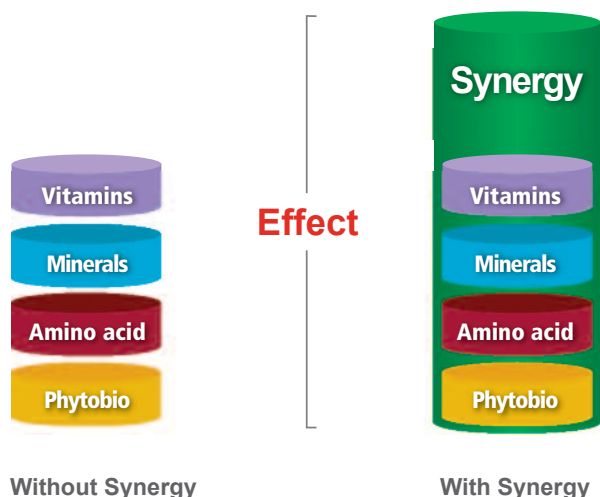 Synergy
Vitamins
Vitamins
Effect
Minerals
Minerals
Amino acid
Amino acid
Phytobio
Phytobio
Without Synergy
With Synergy